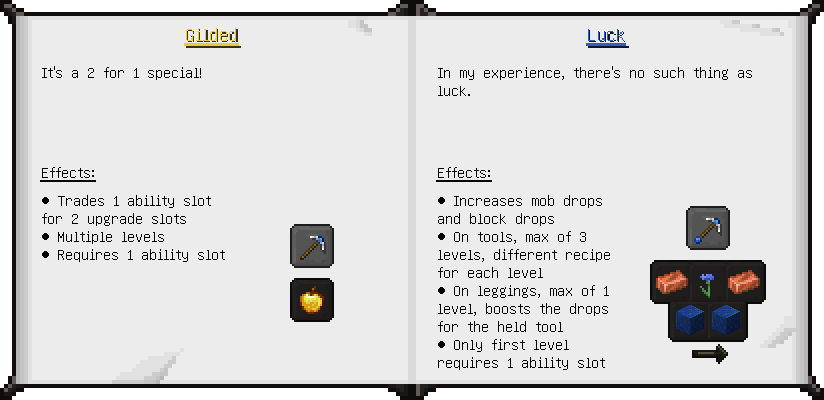 Gilded
It's a 2 for 1 special!
Effects:
• Trades 1 ability slot
for 2 upgrade slots
• Multiple levels
• Requires 1 ability slot
Luck
In my experience, there's no such thing as
luck.
Effects:
• Increases mob drops
and block drops
• On tools, max of 3
levels, different recipe
for each level
• On leggings, max of 1
level, boosts the drops
for the held tool
• Only first level
requires 1 ability slot